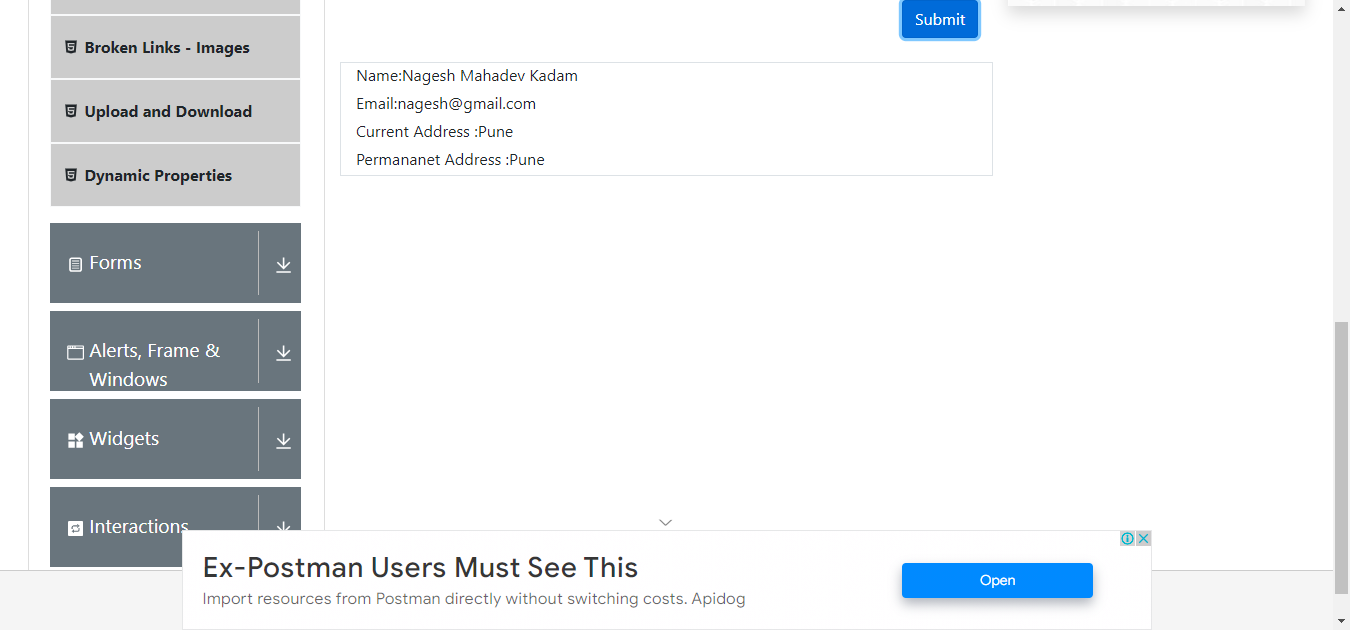 Submit
Broken Links - Images
Upload and Download
Dynamic Properties
Forms
Alerts, Frame &
Windows
Widgets
Interactions
Name:Nagesh Mahadev Kadam
Email:nagesh@gmail.com
Current Address :Pune
Permananet Address :Pune
Ex-Postman Users Must See This
Import resources from Postman directly without switching costs. Apidog
Open